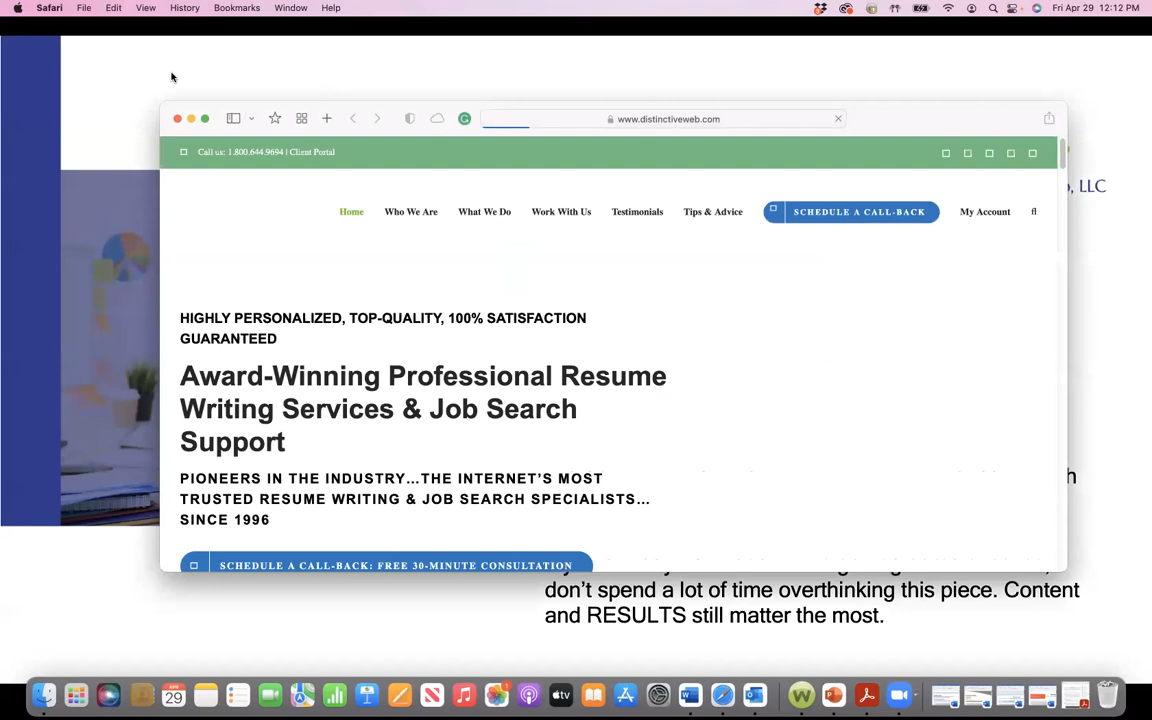 Safari File Edit View History Bookmarks Window Help Fri Apr 29 12:12 PM
www.distinctiveweb.com
Call us: 1.800.644.9694 | Client Portal
, LLC
Home Who We Are What We Do Work With Us Testimonials Tips & Advice SCHEDULE A CALL-BACK My Account
HIGHLY PERSONALIZED, TOP-QUALITY, 100% SATISFACTION
GUARANTEED
Award-Winning Professional Resume
Writing Services & Job Search
Support
PIONEERS IN THE INDUSTRY...THE INTERNET'S MOST
TRUSTED RESUME WRITING & JOB SEARCH SPECIALISTS...
SINCE 1996
SCHEDULE A CALL-BACK: FREE 30-MINUTE CONSULTATION
don't spend a lot of time overthinking this piece. Content
and RESULTS still matter the most.